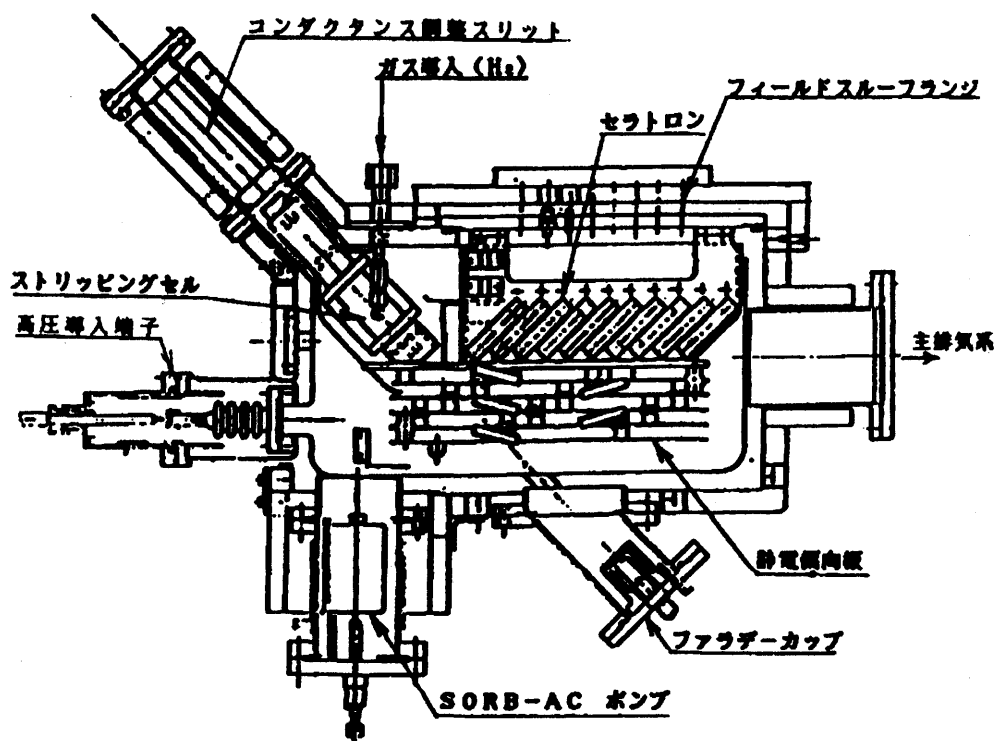 コンダクタンス調整スリット
ガス導入（He）
フィールドスルーフランジ
セラトロン
ストリッピングセル
高圧導入端子
主排気系
静電偏向板
ファラデーカップ
SORB-AC ポンプ